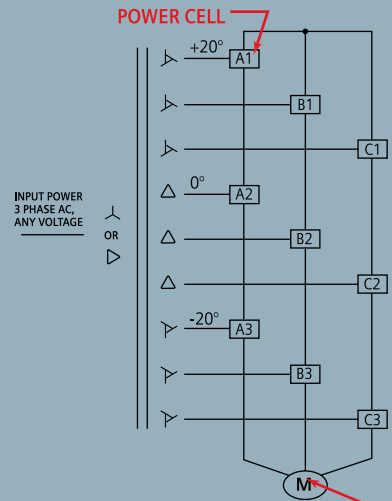 POWER CELL
+20°
A1
B1
C1
0°
A2
INPUT POWER
3 PHASE AC,
ANY VOLTAGE
OR
B2
C2
-20°
A3
B3
C3
M